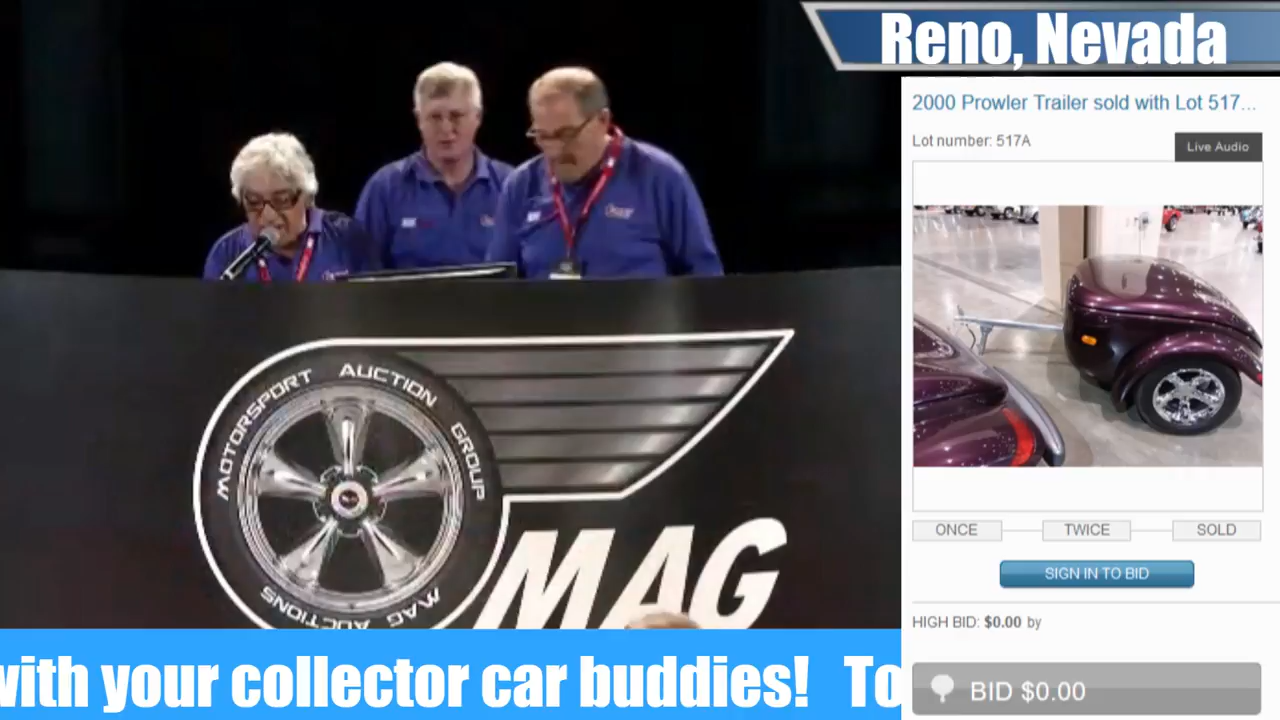 Reno, Nevada
2000 Prowler Trailer sold with Lot 517...
Lot number: 517A
Live Audio
MOTORSPORT AUCTION GROUP
MAG AUCTIONS
MAG
ONCE
TWICE
SOLD
SIGN IN TO BID
HIGH BID: $0.00 by
BID $0.00
with your collector car buddies! To